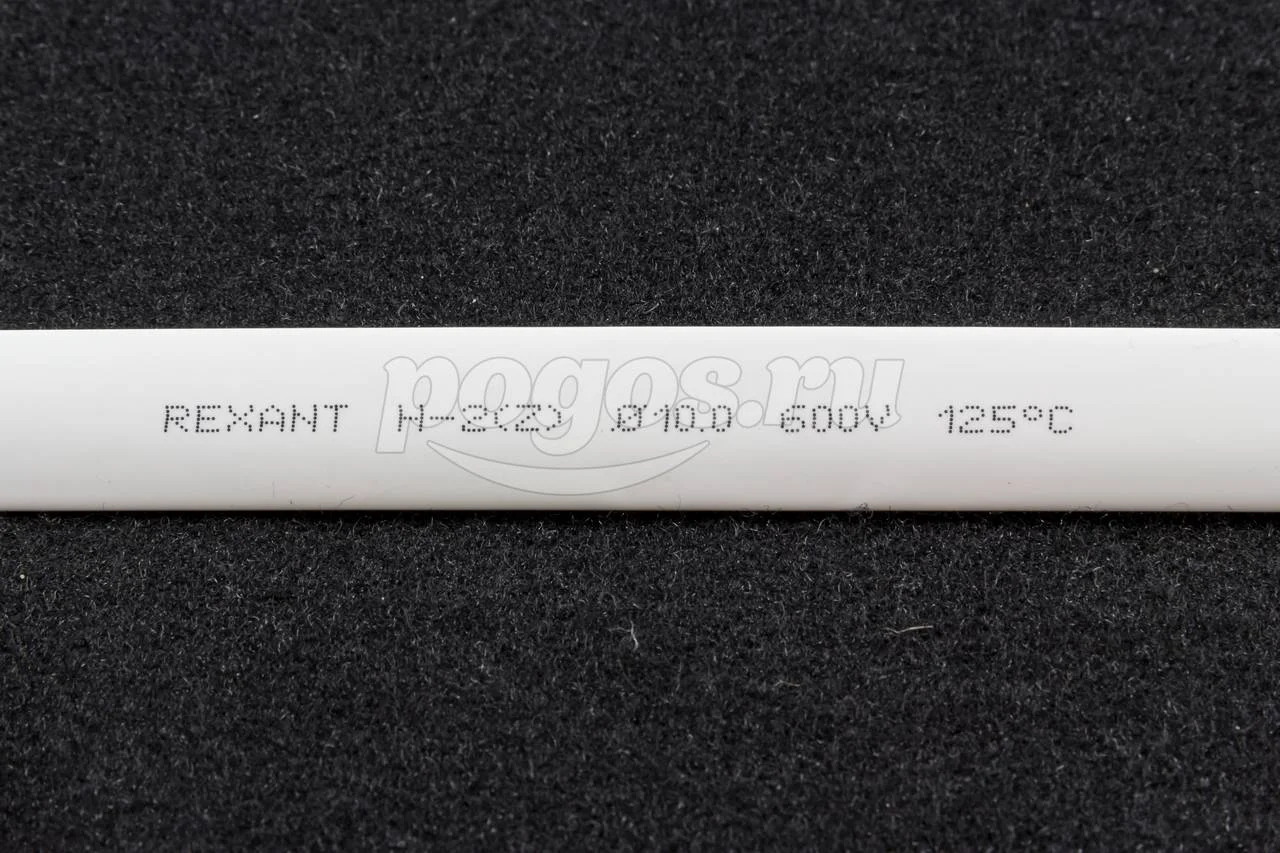 REXANT H-2(Z) Ø10.0 600V 125°C
pogos.ru